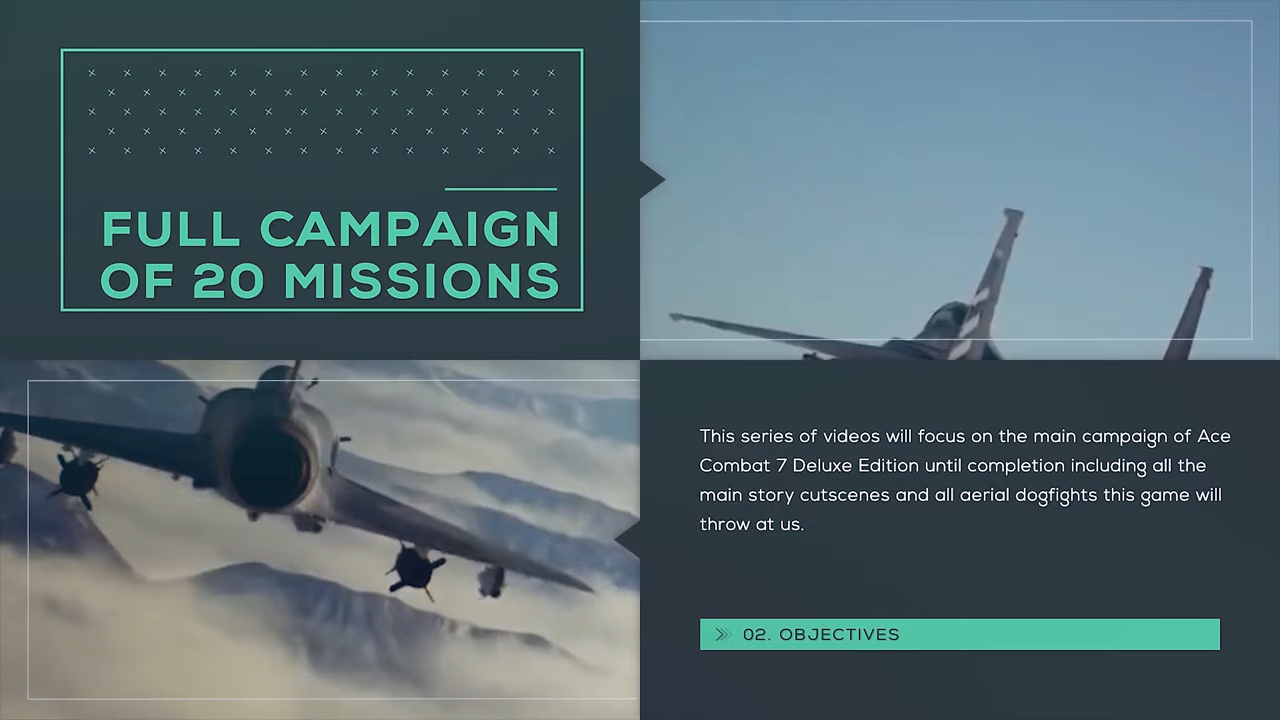 FULL CAMPAIGN
OF 20 MISSIONS
This series of videos will focus on the main campaign of Ace
Combat 7 Deluxe Edition until completion including all the
main story cutscenes and all aerial dogfights this game will
throw at us.
02. OBJECTIVES